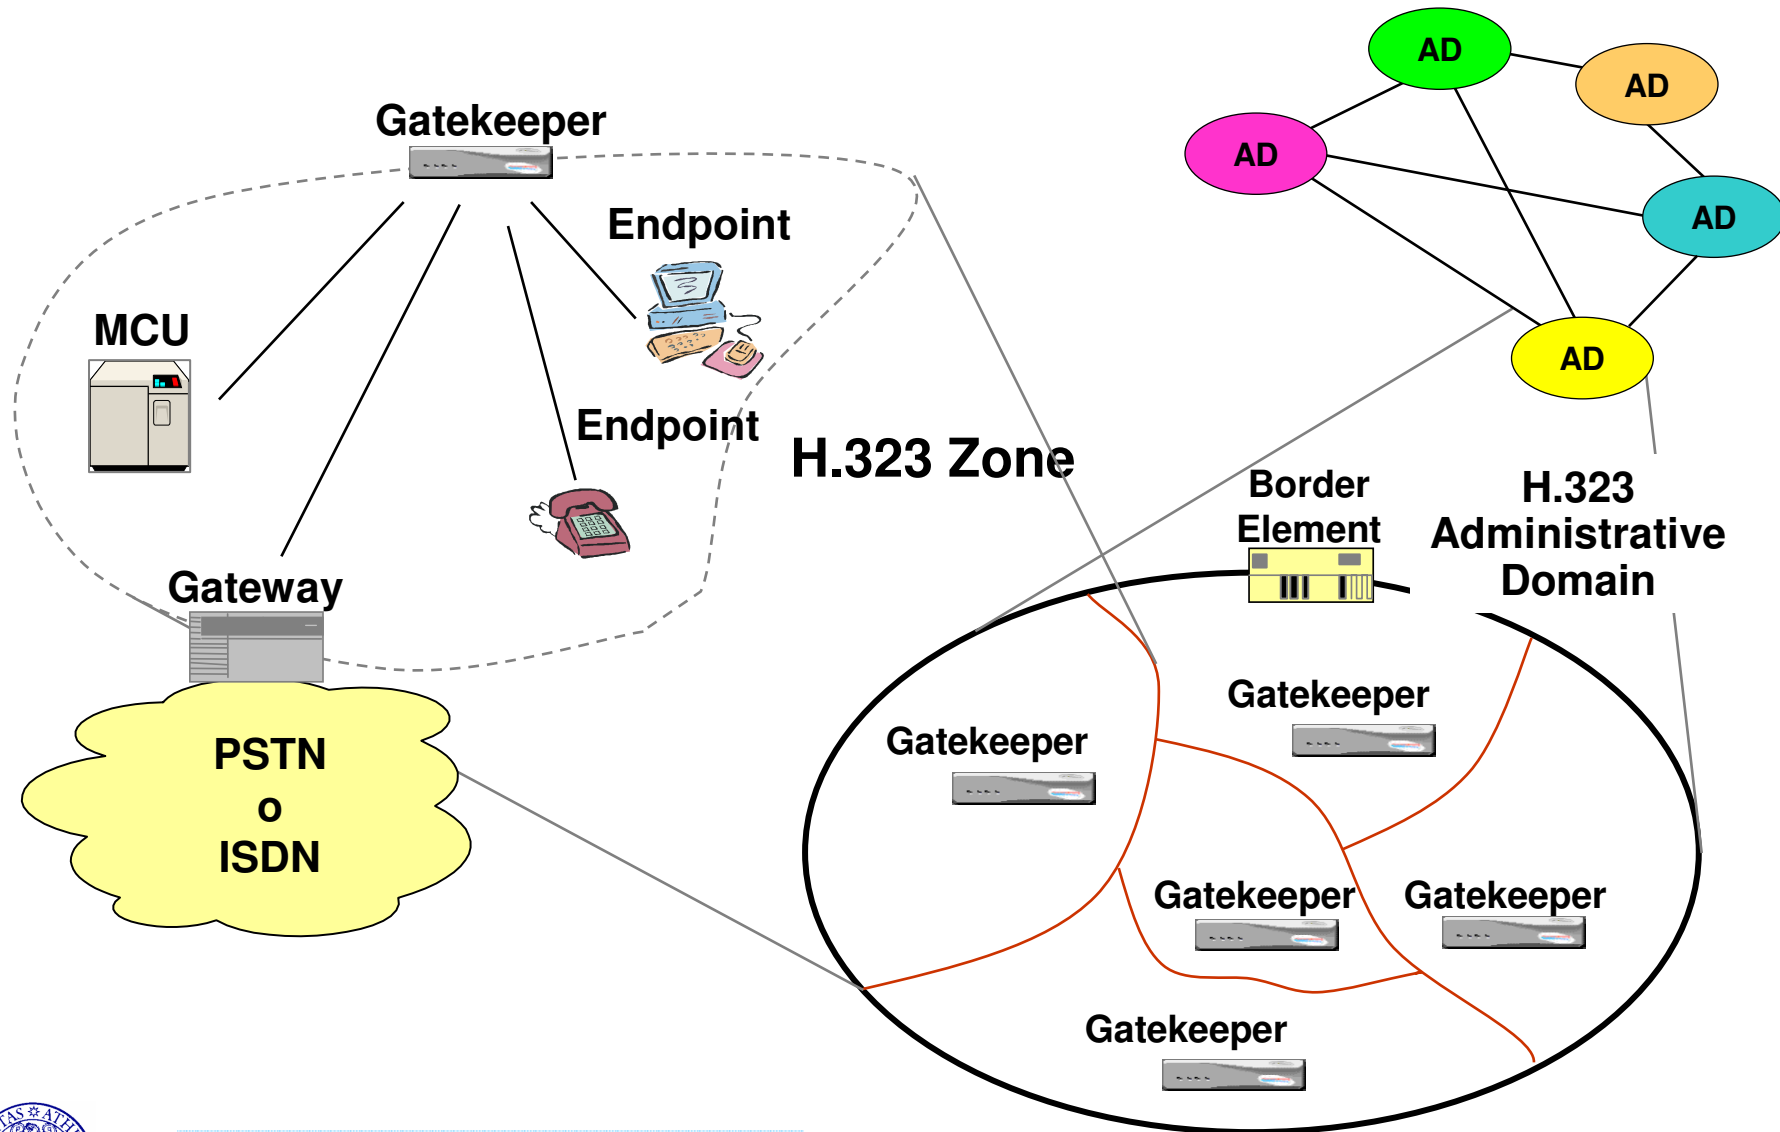 AD
AD
AD
AD
AD
Gatekeeper
Endpoint
MCU
Endpoint
H.323 Zone
Gateway
PSTN
o
ISDN
Border
Element
H.323
Administrative
Domain
Gatekeeper
Gatekeeper
Gatekeeper
Gatekeeper
Gatekeeper